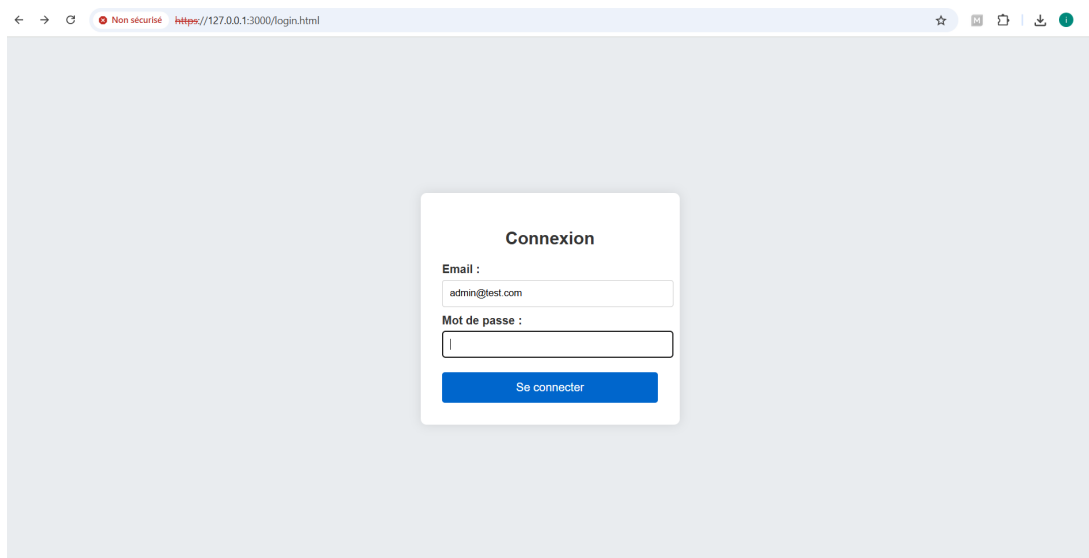 Non sécurisé https://127.0.0.1:3000/login.html M i
Connexion
Email :
admin@test.com
Mot de passe :
Se connecter